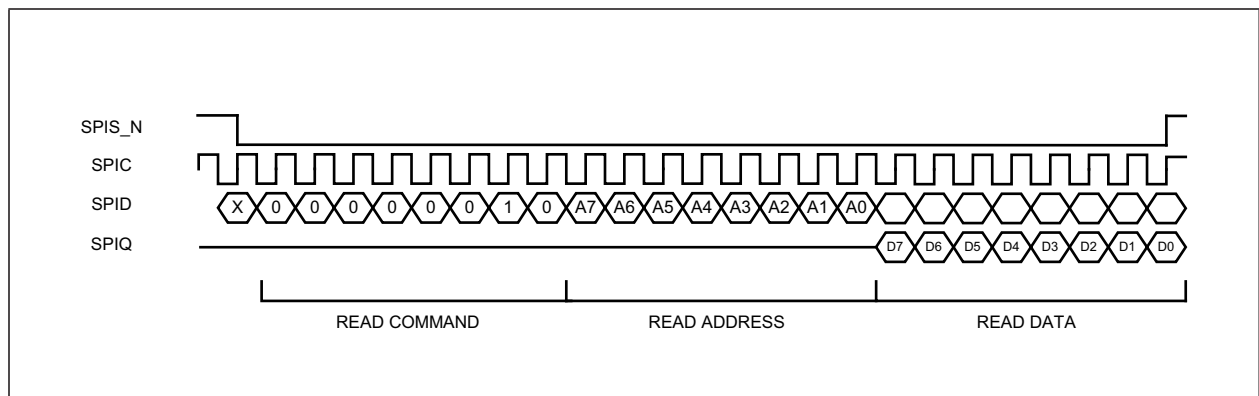 SPIS_N
SPIC
SPID X 0 0 0 0 0 0 1 0 A7 A6 A5 A4 A3 A2 A1 A0
SPIQ D7 D6 D5 D4 D3 D2 D1 D0
READ COMMAND READ ADDRESS READ DATA